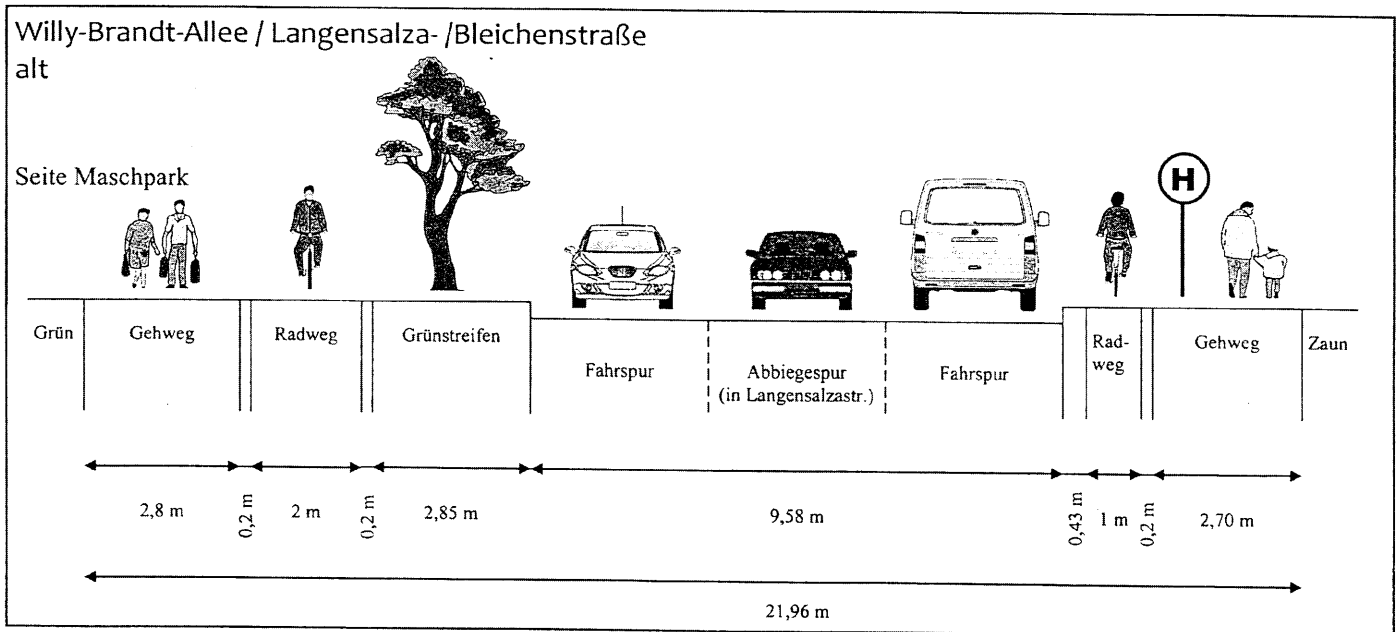 Willy-Brandt-Allee / Langensalza- /Bleichenstraße
alt
Seite Maschpark
H
Grün
Gehweg
Radweg
Grünstreifen
Fahrspur
Abbiegespur
(in Langensalzastr.)
Fahrspur
Rad-
weg
Gehweg
Zaun
2,8 m
0,2 m
2 m
0,2 m
2,85 m
9,58 m
0,43 m
1 m
0,2 m
2,70 m
21,96 m